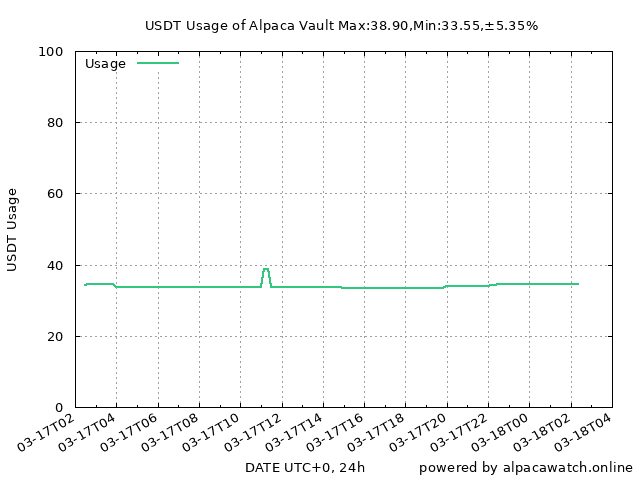 USDT Usage of Alpaca Vault Max:38.90,Min:33.55,±5.35%
Usage
USDT Usage
100
80
60
40
20
0
03-17T02
03-17T04
03-17T06
03-17T08
03-17T10
03-17T12
03-17T14
03-17T16
03-17T18
03-17T20
03-17T22
03-18T00
03-18T02
03-18T04
DATE UTC+0, 24h
powered by alpacawatch.online